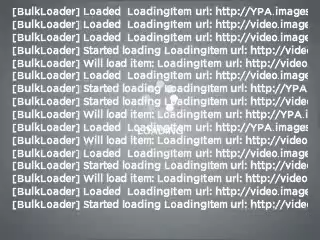 [BulkLoader] Loaded  LoadingItem url: http://YPA.images
[BulkLoader] Loaded  LoadingItem url: http://video.image
[BulkLoader] Loaded  LoadingItem url: http://video.image
[BulkLoader] Started loading LoadingItem url: http://video
[BulkLoader] Will load item: LoadingItem url: http://video.
[BulkLoader] Loaded  LoadingItem url: http://video.image
[BulkLoader] Started loading LoadingItem url: http://YPA
[BulkLoader] Started loading LoadingItem url: http://video
[BulkLoader] Will load item: LoadingItem url: http://YPA.i
[BulkLoader] Loaded  LoadingItem url: http://YPA.images
LOADING
[BulkLoader] Will load item: LoadingItem url: http://video
[BulkLoader] Loaded  LoadingItem url: http://video.image
[BulkLoader] Started loading LoadingItem url: http://video
[BulkLoader] Will load item: LoadingItem url: http://video
[BulkLoader] Loaded  LoadingItem url: http://video.image
[BulkLoader] Started loading LoadingItem url: http://vide